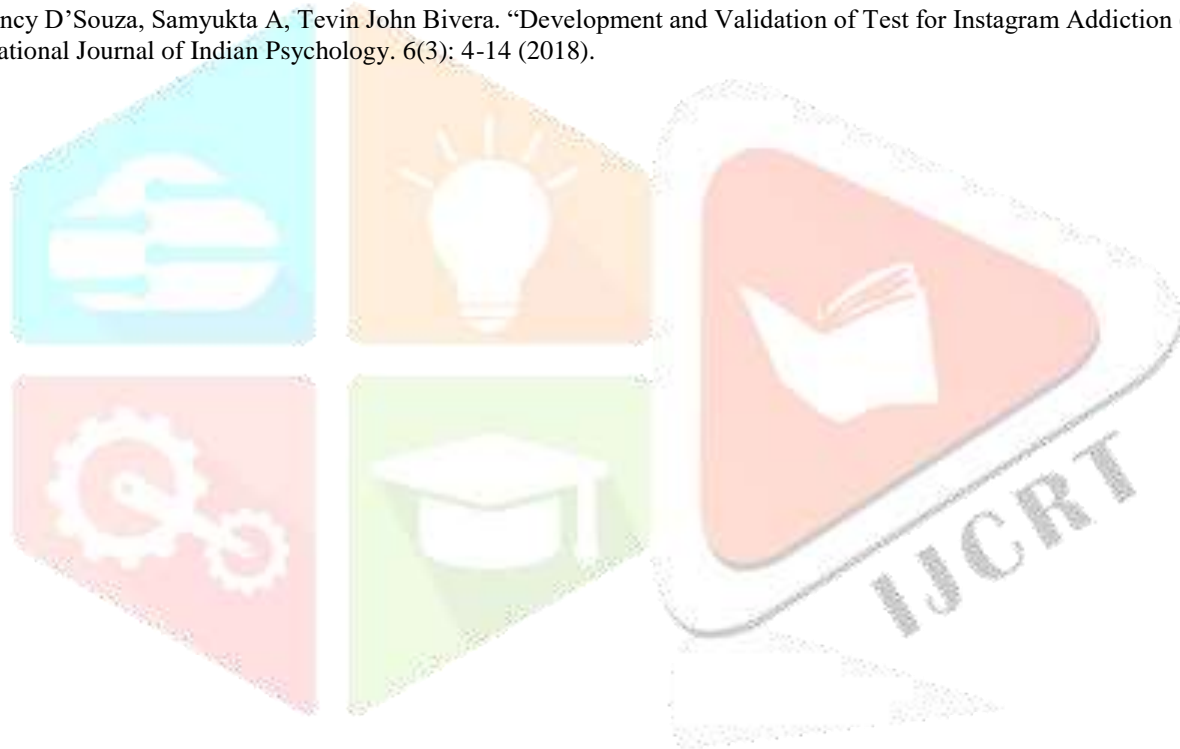 ncy D’Souza, Samyukta A, Tevin John Bivera. “Development and Validation of Test for Instagram Addiction
ational Journal of Indian Psychology. 6(3): 4-14 (2018).
IJCRT